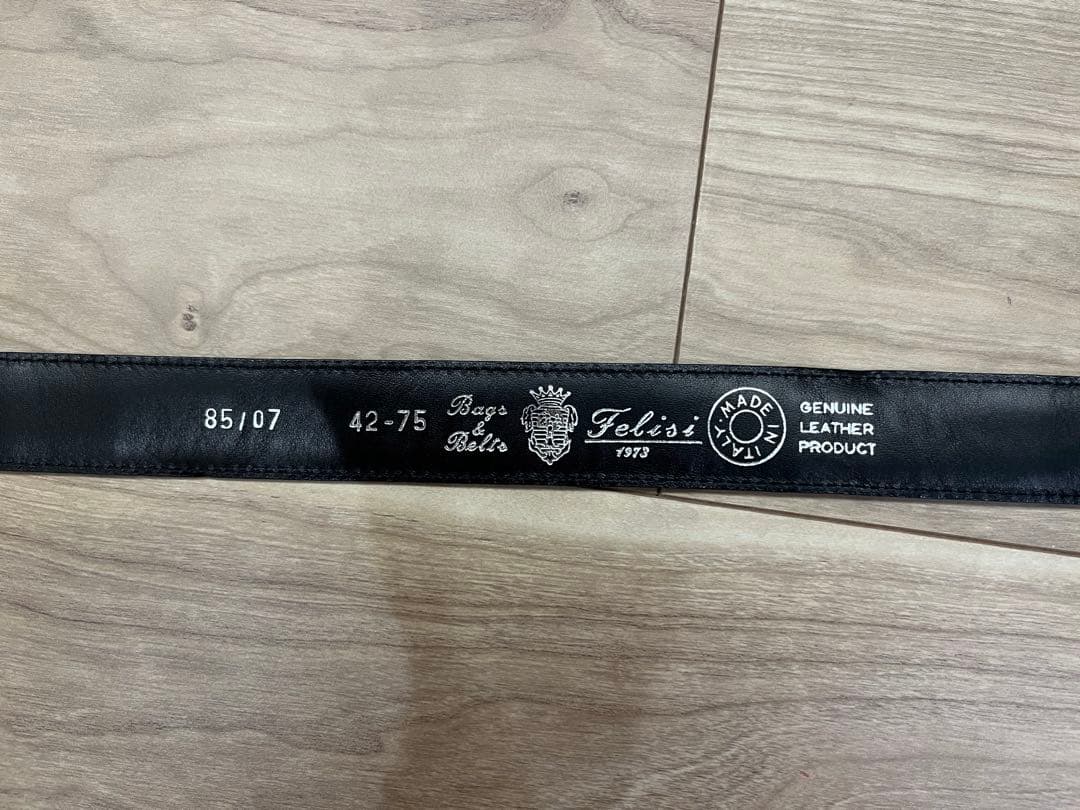 85/07
42-75
Bags
&
Belts
Felisi
1973
MADE IN ITALY
GENUINE
LEATHER
PRODUCT